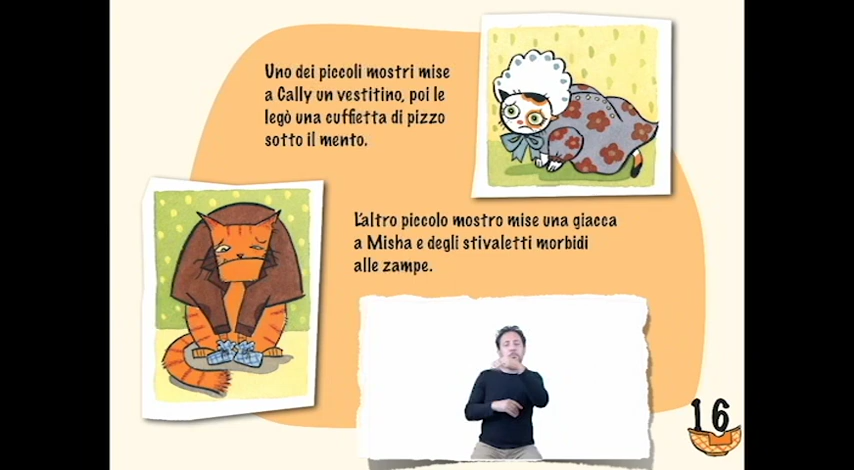 Uno dei piccoli mostri mise
a Cally un vestitino, poi le
legò una cuffietta di pizzo
sotto il mento.
L'altro piccolo mostro mise una giacca
a Misha e degli stivaletti morbidi
alle zampe.
16